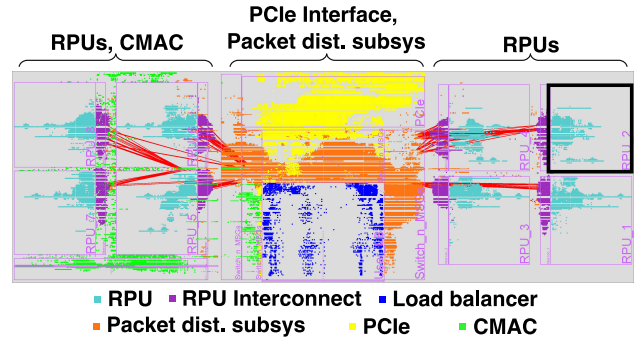 PCIe Interface,
RPUs, CMAC
Packet dist. subsys
RPUs
PCIe
RPU_2
RPU_7
RPU_5
RPU_3
RPU_1
RPU
RPU Interconnect
Load balancer
Packet dist. subsys
PCIe
CMAC